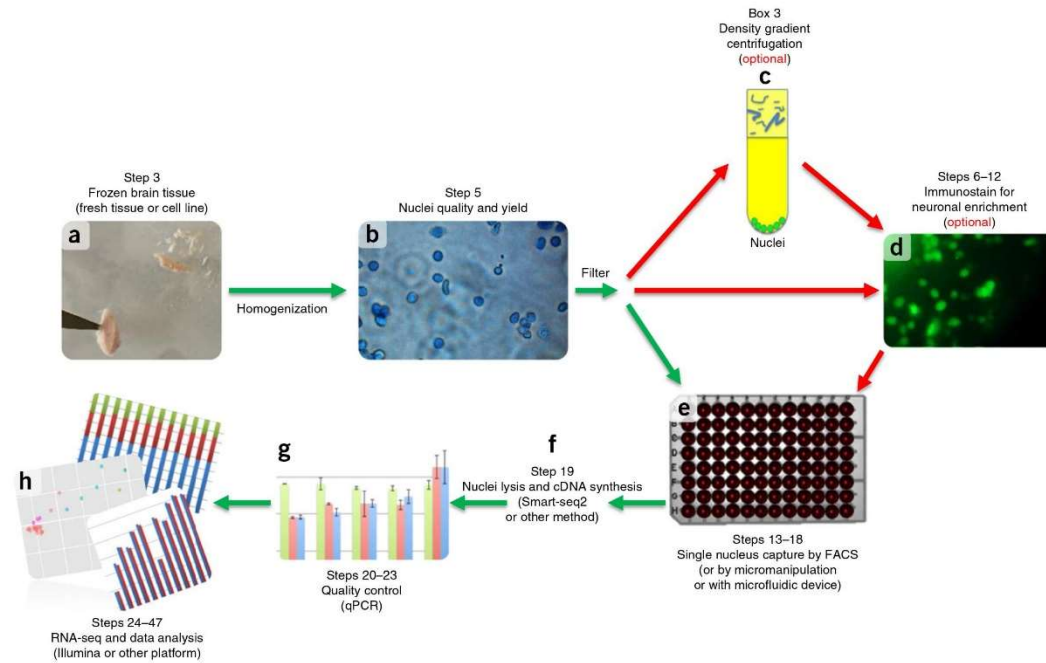 Box 3
Density gradient
centrifugation
(optional)
c
Nuclei
Step 3
Frozen brain tissue
(fresh tissue or cell line)
a
Homogenization
Step 5
Nuclei quality and yield
b
Filter
Steps 6–12
Immunostain for
neuronal enrichment
(optional)
d
e
D
E
F
G
H
Steps 13–18
Single nucleus capture by FACS
(or by micromanipulation
or with microfluidic device)
f
Step 19
Nuclei lysis and cDNA synthesis
(Smart-seq2
or other method)
g
Steps 20–23
Quality control
(qPCR)
h
Steps 24–47
RNA-seq and data analysis
(Illumina or other platform)